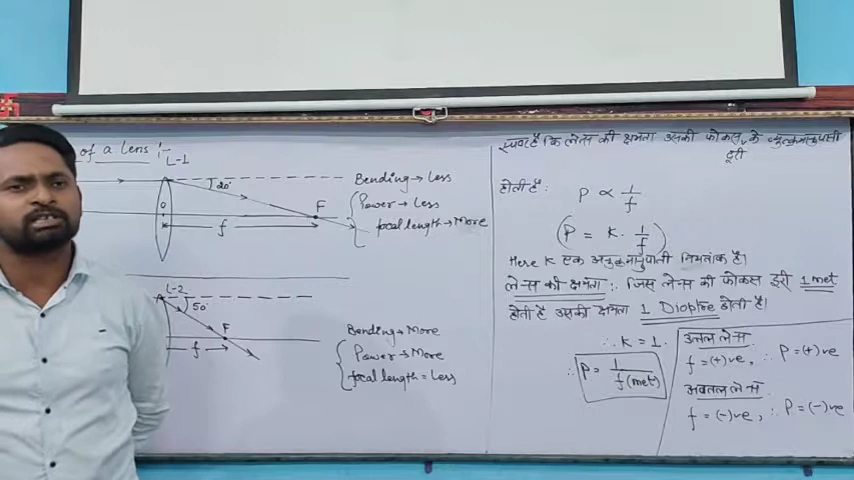 of a Lens :-
L-1
20°
Bending → Less
F
Power → Less
O
focal length → More
f
L-2
50°
F
Bending → More
f
Power → More
focal length = Less
स्पष्ट है कि लेन्स की क्षमता उसकी फोकस के व्युत्क्रमानुपाती
दूरी
होती है:
P ∝ 1/f
(P = K · 1/f)
Here K एक अनुक्रमानुपाती नियतांक है।
लेन्स की क्षमता :. जिस लेन्स की फोकस दूरी 1 met
होती है उसकी क्षमता 1 Dioptre होती है।
∴ K = 1.
∴ P = 1/f(met)
उत्तल लेन्स
f = (+)ve, ∴ P = (+)ve
अवतल लेन्स
f = (-)ve, ∴ P = (-)ve